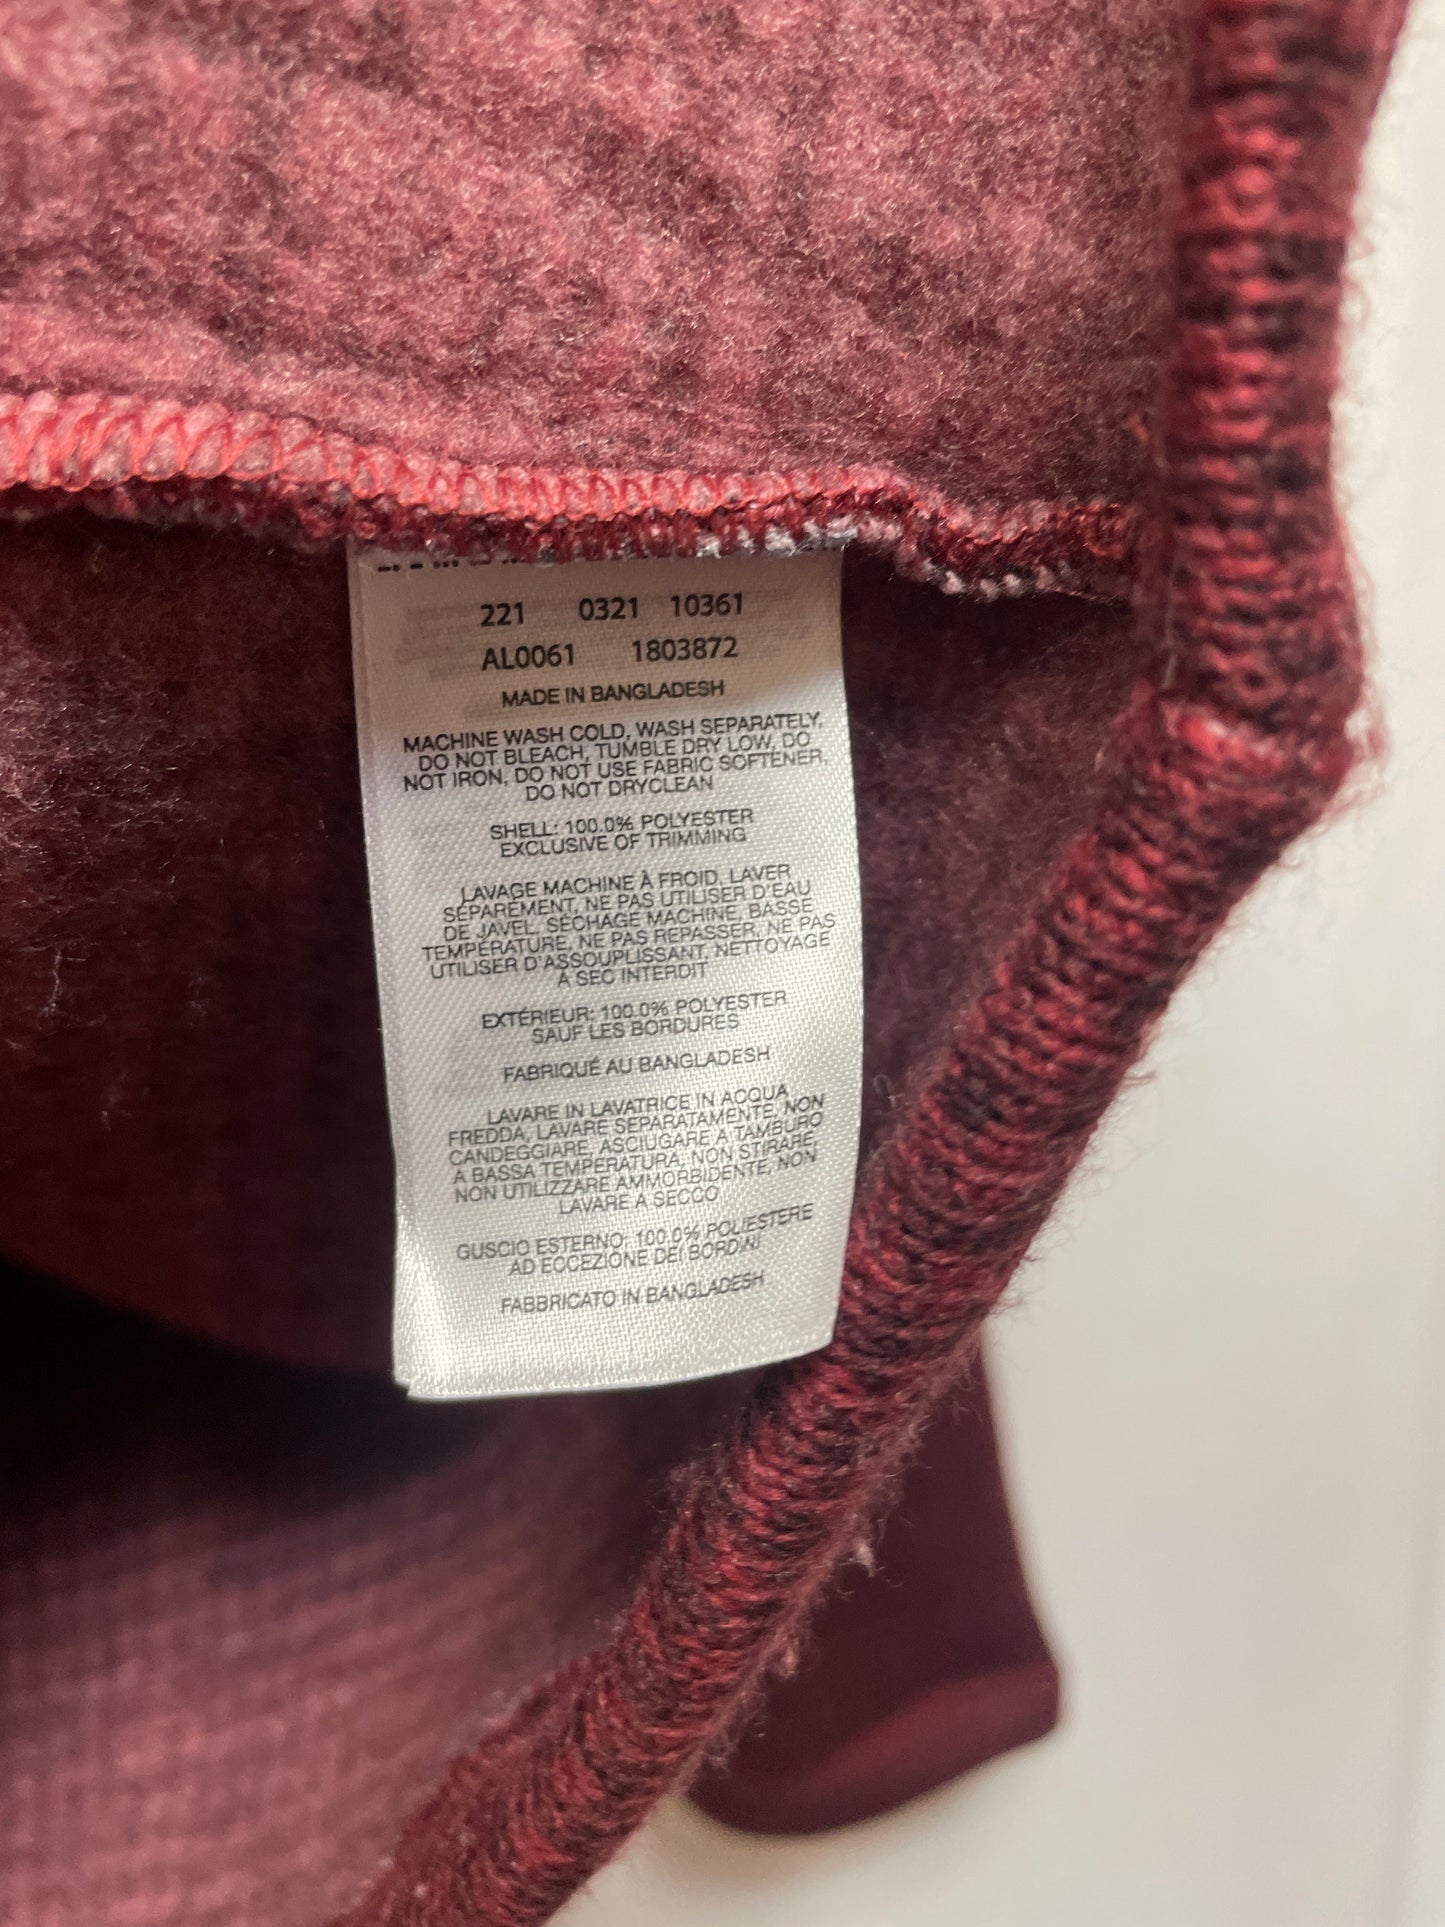 221 0321 10361
AL0061 1803872
MADE IN BANGLADESH
MACHINE WASH COLD, WASH SEPARATELY,
DO NOT BLEACH, TUMBLE DRY LOW, DO
NOT IRON, DO NOT USE FABRIC SOFTENER,
DO NOT DRYCLEAN
SHELL: 100.0% POLYESTER
EXCLUSIVE OF TRIMMING
LAVAGE MACHINE À FROID, LAVER
SÉPARÉMENT, NE PAS UTILISER D'EAU
DE JAVEL, SÉCHAGE MACHINE, BASSE
TEMPÉRATURE, NE PAS REPASSER, NE PAS
UTILISER D'ASSOUPLISSANT, NETTOYAGE
À SEC INTERDIT
EXTÉRIEUR: 100.0% POLYESTER
SAUF LES BORDURES
FABRIQUÉ AU BANGLADESH
LAVARE IN LAVATRICE IN ACQUA
FREDDA, LAVARE SEPARATAMENTE, NON
CANDEGGIARE, ASCIUGARE A TAMBURO
A BASSA TEMPERATURA, NON STIRARE,
NON UTILIZZARE AMMORBIDENTE, NON
LAVARE A SECCO
GUSCIO ESTERNO: 100.0% POLIESTERE
AD ECCEZIONE DEI BORDINI
FABBRICATO IN BANGLADESH